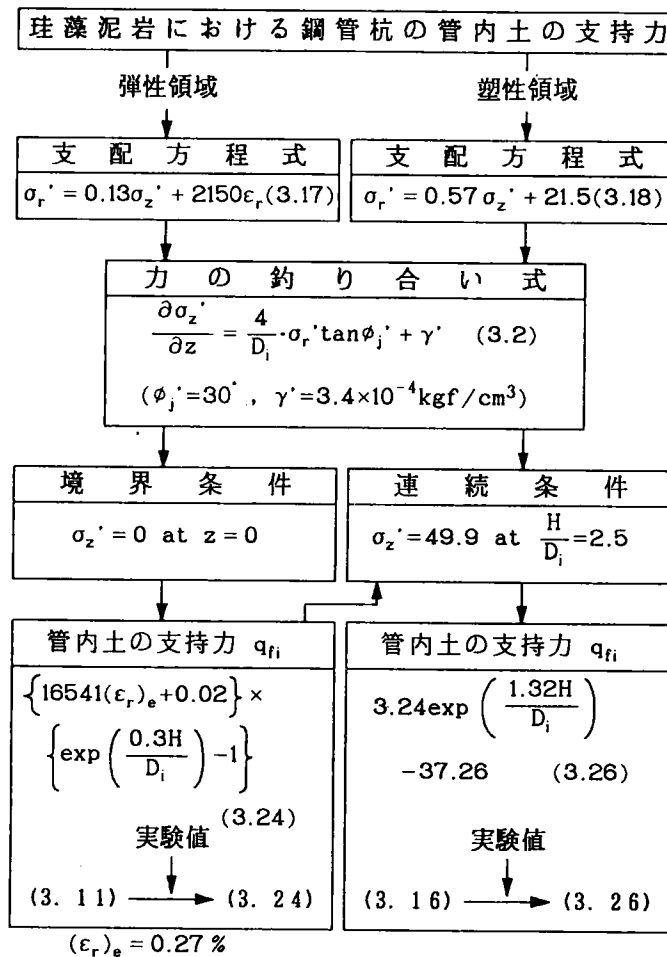 珪藻泥岩における鋼管杭の管内土の支持力
弾性領域
塑性領域
支配方程式
σr' = 0.13σz' + 2150εr(3.17)
支配方程式
σr' = 0.57σz' + 21.5(3.18)
力の釣り合い式
∂σz'/∂z = 4/Di・σr'tanφj' + γ' (3.2)
(φj'=30°, γ'=3.4×10⁻⁴kgf/cm³)
境界条件
σz'=0 at z=0
連続条件
σz'=49.9 at H/Di=2.5
管内土の支持力 qfi
{16541(εr)e+0.02}×
{exp(0.3H/Di)-1}
(3.24)
実験値
(3.11) → (3.24)
(εr)e=0.27%
管内土の支持力 qfi
3.24exp(1.32H/Di)
-37.26 (3.26)
実験値
(3.16) → (3.26)